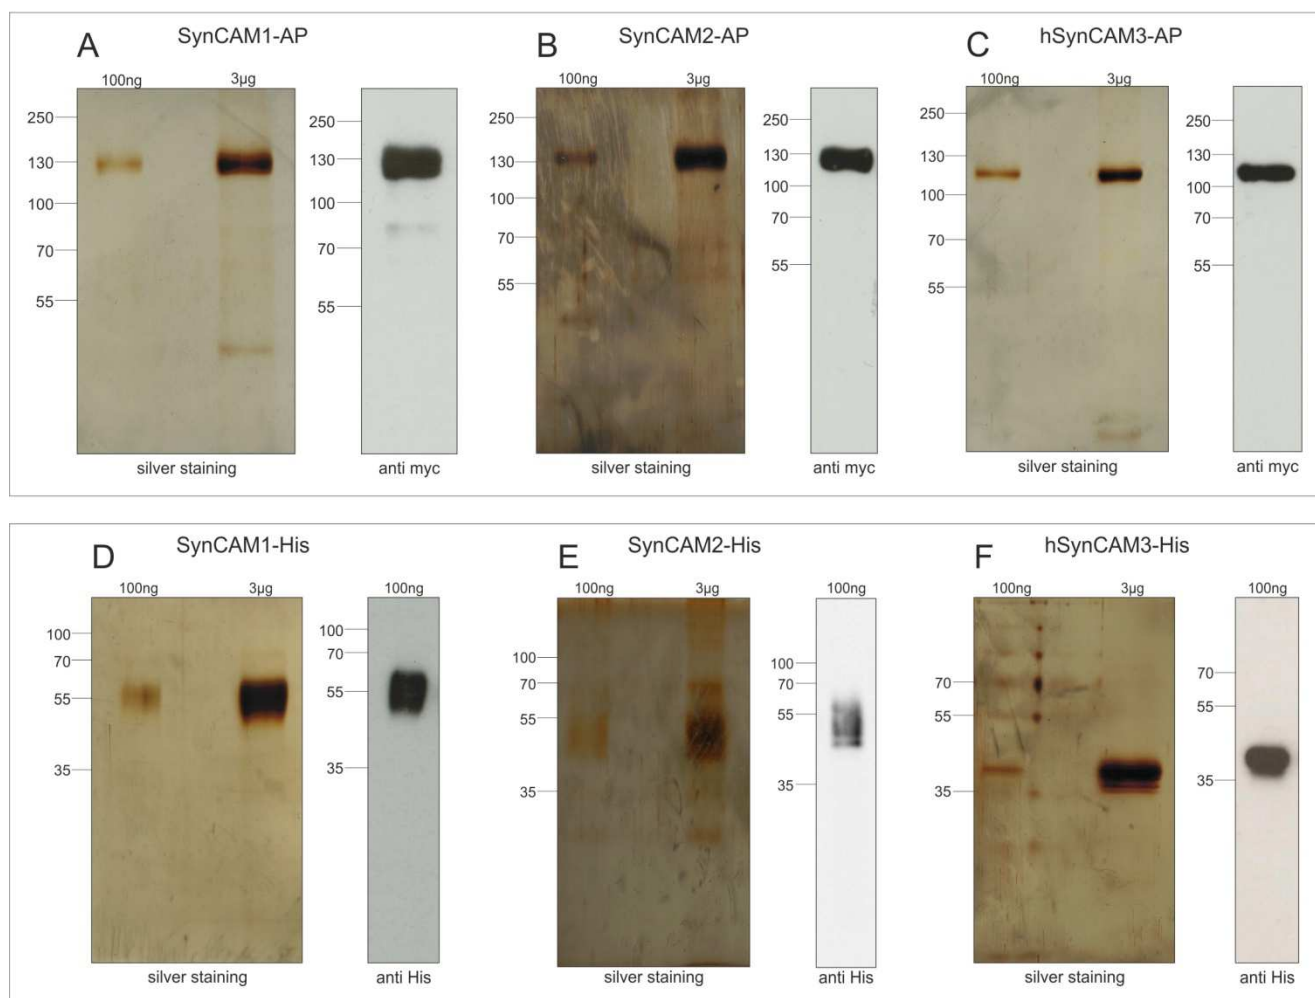 A
SynCAM1-AP
100ng
3µg
250
130
100
70
55
silver staining
250
130
100
70
55
anti myc
B
SynCAM2-AP
100ng
3µg
250
130
100
70
55
silver staining
250
130
100
70
55
anti myc
C
hSynCAM3-AP
100ng
3µg
250
130
100
70
55
silver staining
250
130
100
70
55
anti myc
D
SynCAM1-His
100ng
3µg
100
70
55
35
silver staining
100ng
100
70
55
35
anti His
E
SynCAM2-His
100ng
3µg
100
70
55
35
silver staining
100ng
100
70
55
35
anti His
F
hSynCAM3-His
100ng
3µg
70
55
35
silver staining
100ng
70
55
35
anti His